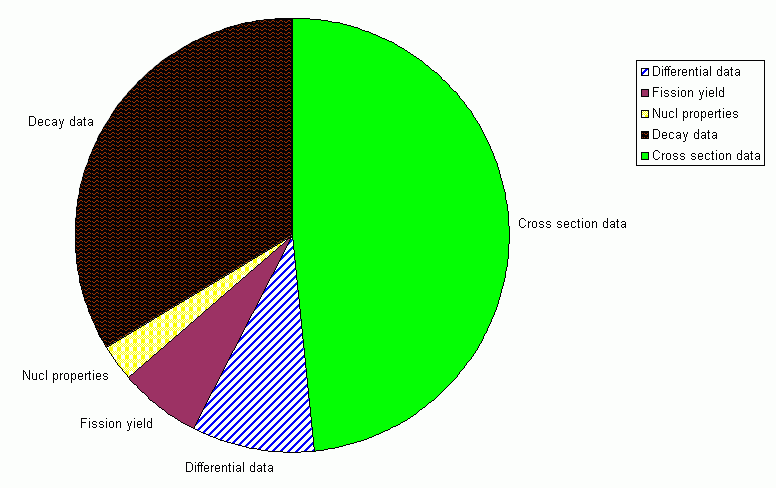 Differential data
Fission yield
Nucl properties
Decay data
Cross section data
Decay data
Cross section data
Nucl properties
Fission yield
Differential data